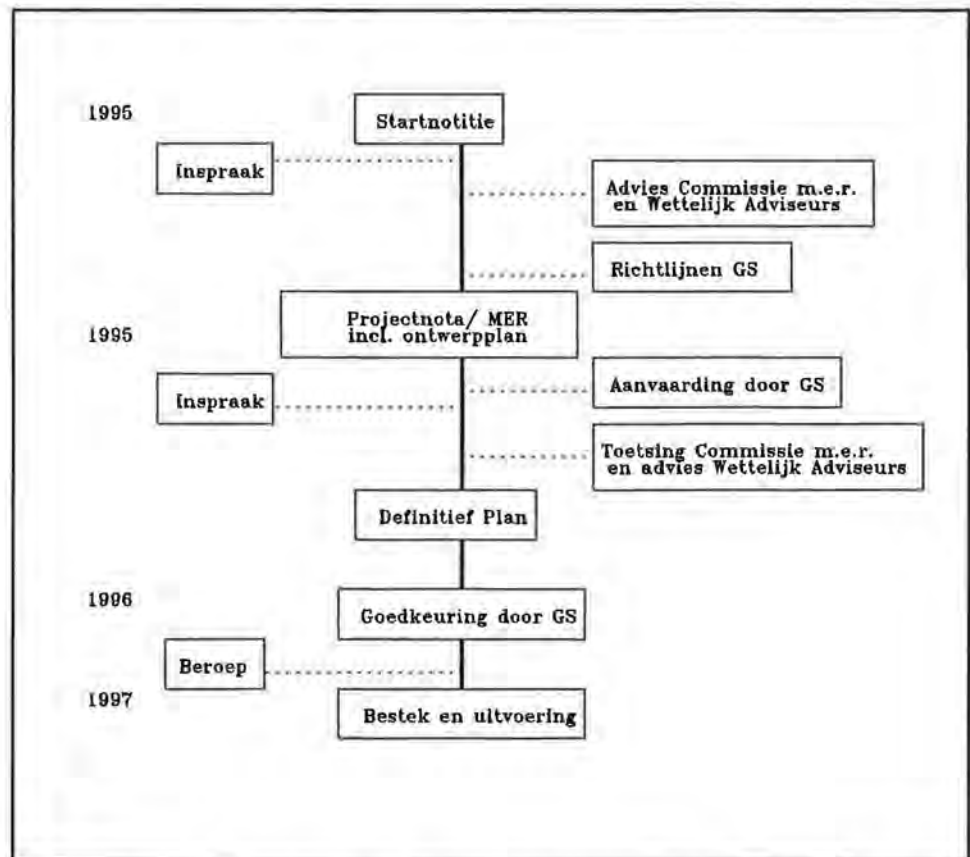 1995
Startnotitie
Inspraak
Advies Commissie m.e.r.
en Wettelijk Adviseurs
Richtlijnen GS
Projectnota/ MER
incl. ontwerpplan
1995
Aanvaarding door GS
Inspraak
Toetsing Commissie m.e.r.
en advies Wettelijk Adviseurs
Definitief Plan
1996
Goedkeuring door GS
Beroep
1997
Bestek en uitvoering